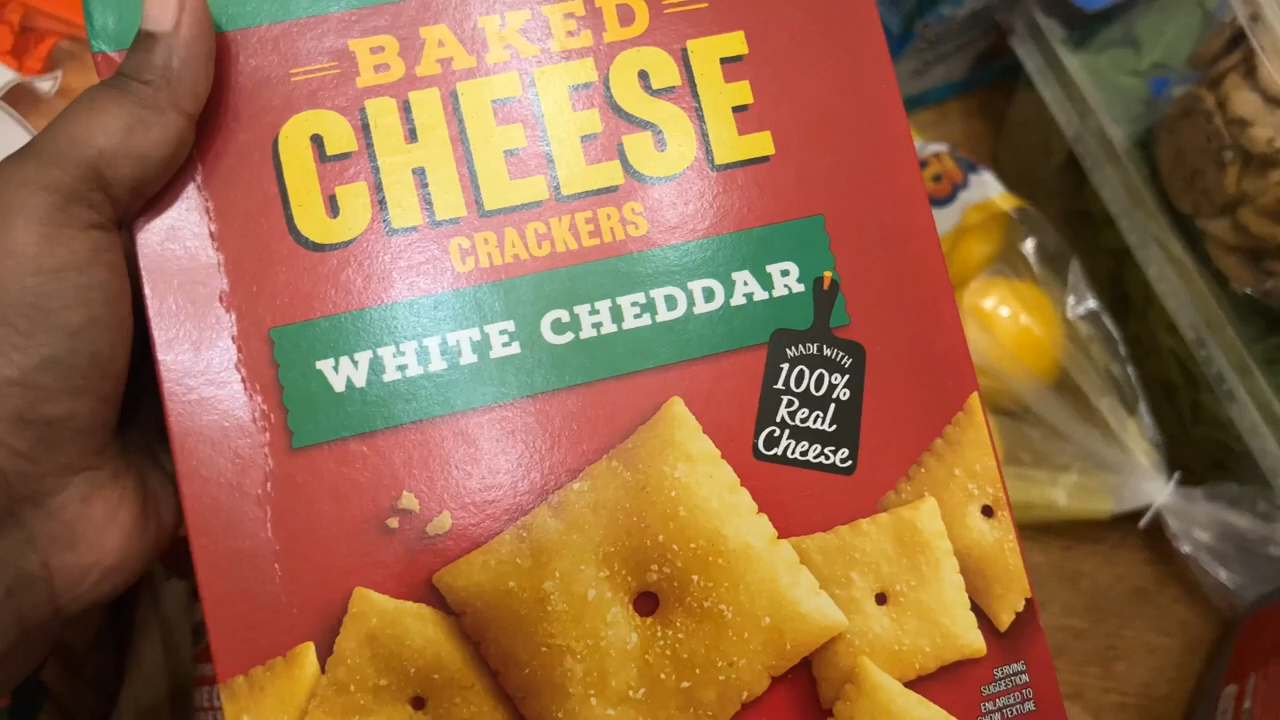 BAKED
CHEESE
CRACKERS
WHITE CHEDDAR
MADE WITH
100%
Real
Cheese
SERVING
SUGGESTION
ENLARGED TO
SHOW TEXTURE